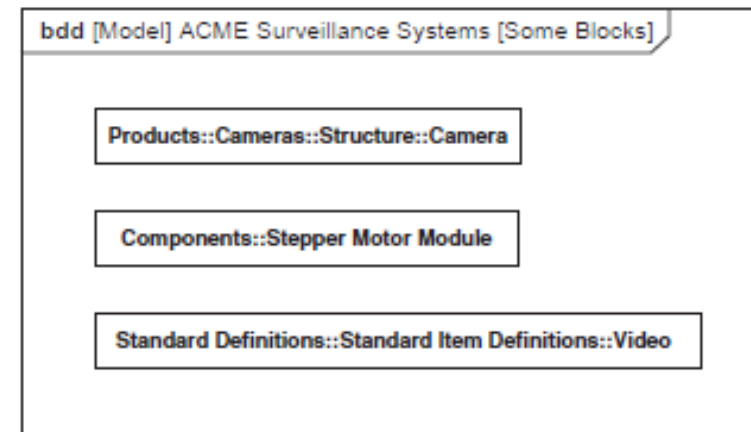 bdd [Model] ACME Surveillance Systems [Some Blocks]
Products::Cameras::Structure::Camera
Components::Stepper Motor Module
Standard Definitions::Standard Item Definitions::Video